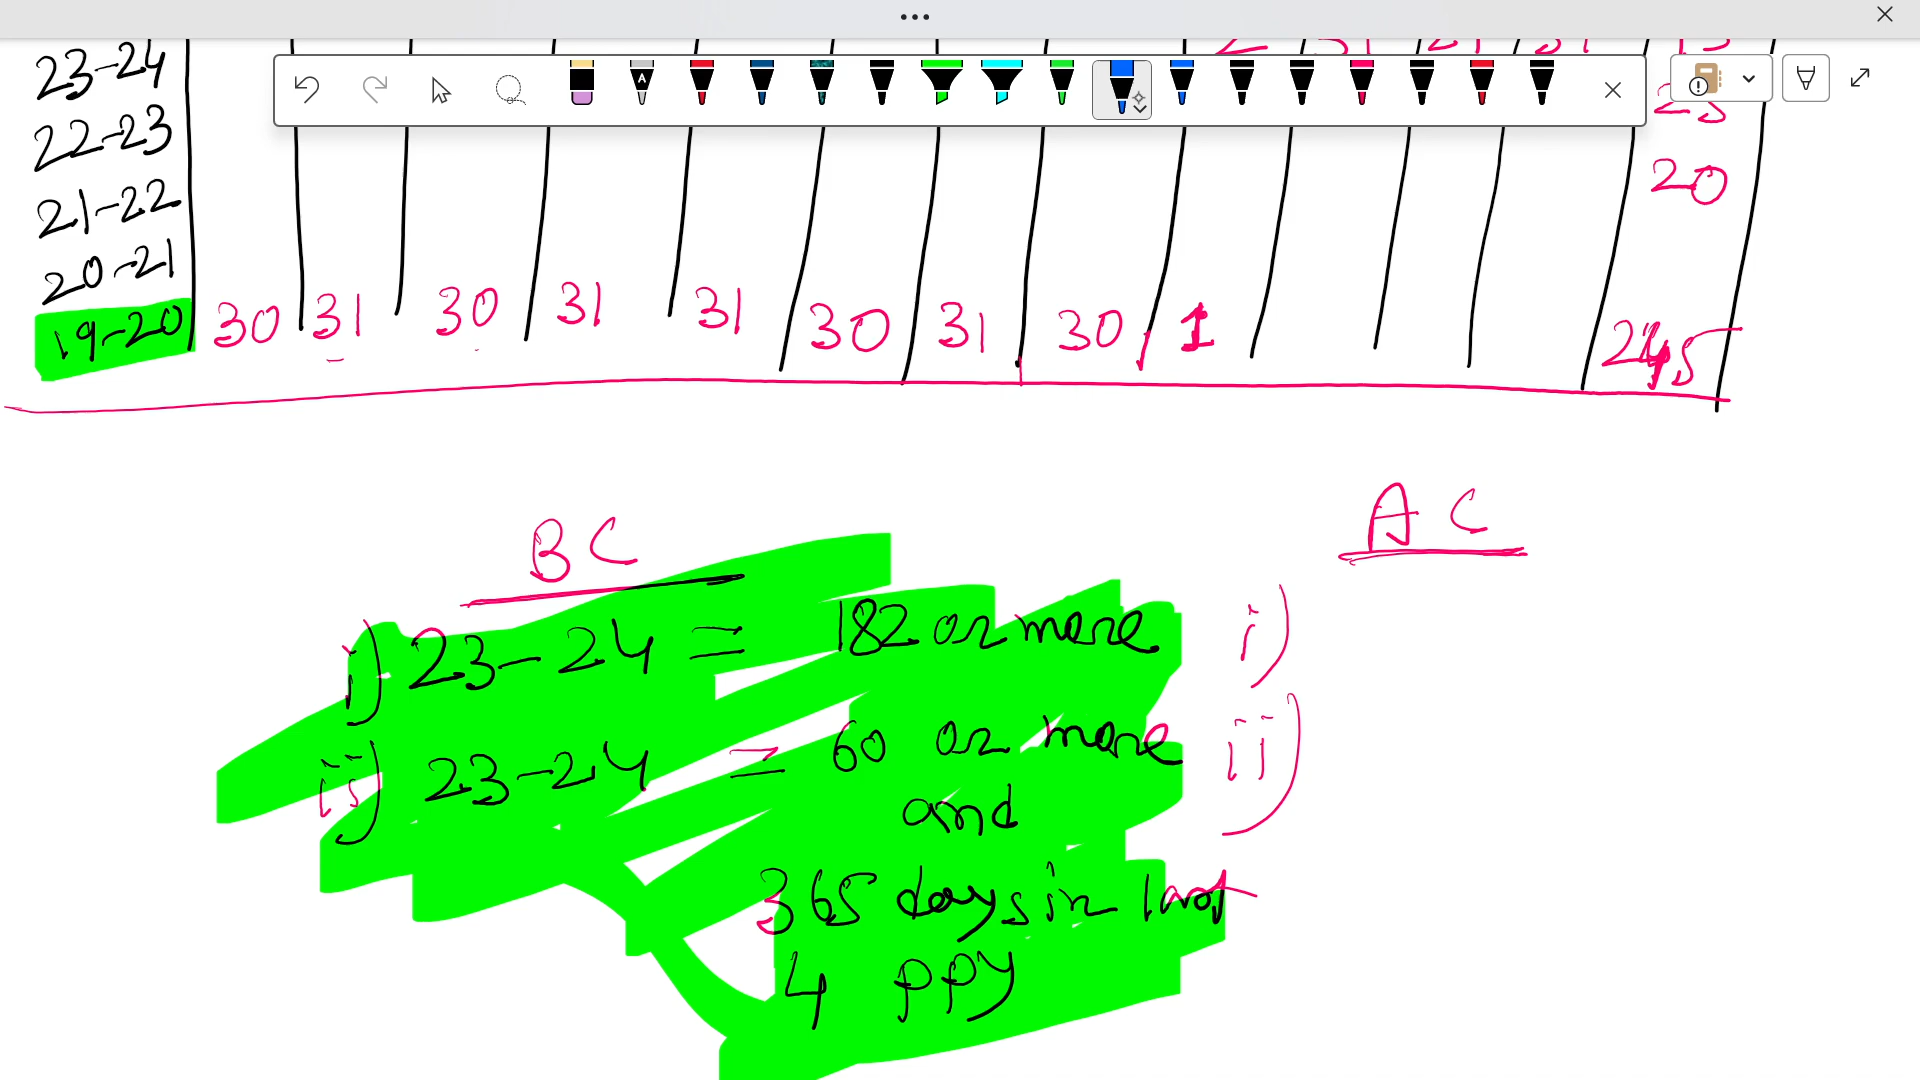 23-24
22-23
20
21-22
20-21
19-20 30 31 30 31 31 30 31 30 1 245
BC AC
i) 23-24 = 182 or more i)
ii) 23-24 = 60 or more ii)
and
365 days in last
4 PPY